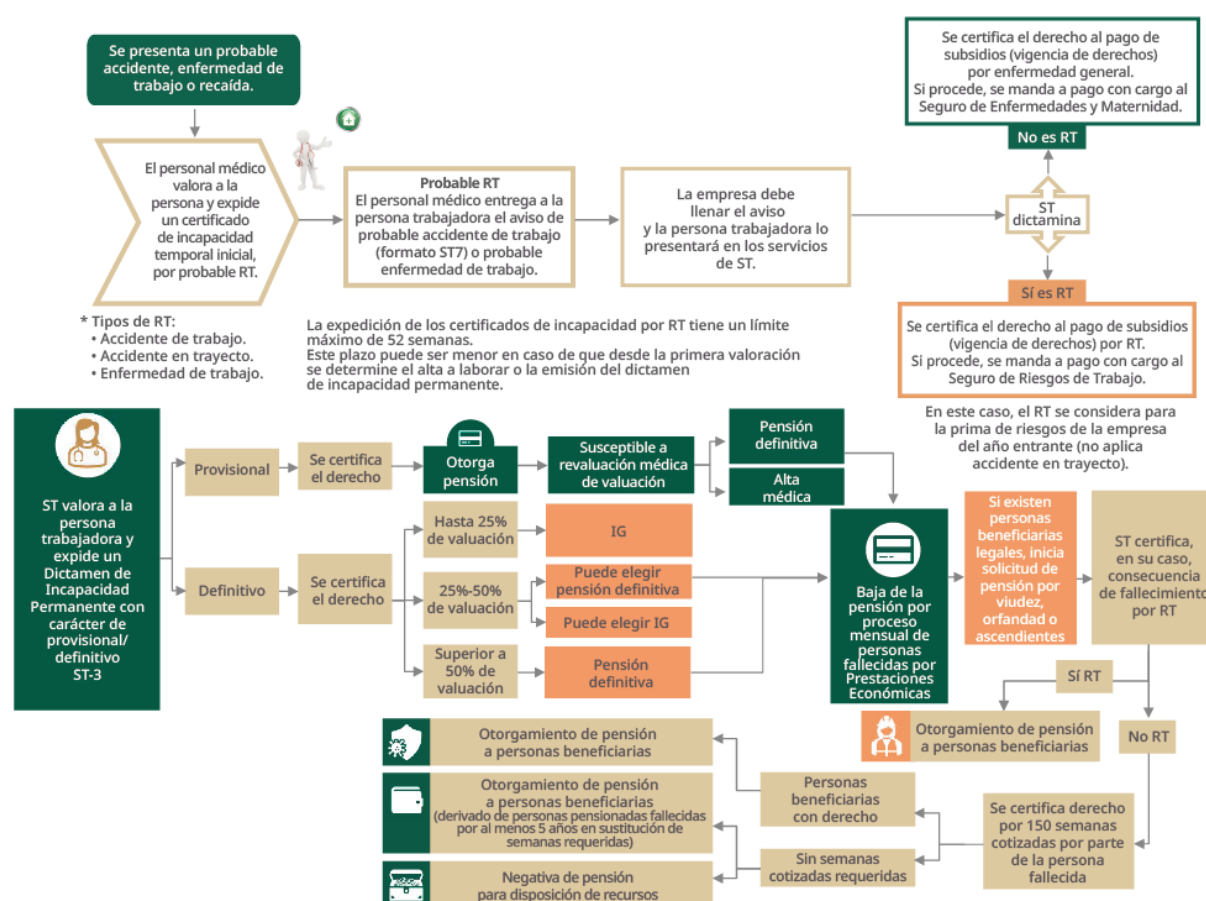 Se presenta un probable
accidente, enfermedad de
trabajo o recaída.
El personal médico
valora a la
persona y expide
un certificado
de incapacidad
temporal inicial,
por probable RT.
Probable RT
El personal médico entrega a la
persona trabajadora el aviso de
probable accidente de trabajo
(formato ST7) o probable
enfermedad de trabajo.
La empresa debe
llenar el aviso
y la persona trabajadora lo
presentará en los servicios
de ST.
ST
dictamina
Se certifica el derecho al pago de
subsidios (vigencia de derechos)
por enfermedad general.
Si procede, se manda a pago con cargo al
Seguro de Enfermedades y Maternidad.
No es RT
Sí es RT
Se certifica el derecho al pago de subsidios
(vigencia de derechos) por RT.
Si procede, se manda a pago con cargo al
Seguro de Riesgos de Trabajo.
En este caso, el RT se considera para
la prima de riesgos de la empresa
del año entrante (no aplica
accidente en trayecto).
* Tipos de RT:
• Accidente de trabajo.
• Accidente en trayecto.
• Enfermedad de trabajo.
La expedición de los certificados de incapacidad por RT tiene un límite
máximo de 52 semanas.
Este plazo puede ser menor en caso de que desde la primera valoración
se determine el alta a laborar o la emisión del dictamen
de incapacidad permanente.
ST valora a la
persona
trabajadora y
expide un
Dictamen de
Incapacidad
Permanente con
carácter de
provisional/
definitivo
ST-3
Provisional
Se certifica
el derecho
Otorga
pensión
Susceptible a
revaluación médica
de valuación
Pensión
definitiva
Alta
médica
Definitivo
Se certifica
el derecho
Hasta 25%
de valuación
IG
25%-50%
de valuación
Puede elegir
pensión definitiva
Puede elegir IG
Superior a
50% de
valuación
Pensión
definitiva
Baja de la
pensión por
proceso
mensual de
personas
fallecidas por
Prestaciones
Económicas
Si existen
personas
beneficiarias
legales, inicia
solicitud de
pensión por
viudez,
orfandad o
ascendientes
ST certifica,
en su caso,
consecuencia
de fallecimiento
por RT
Sí RT
No RT
Otorgamiento de pensión
a personas beneficiarias
Se certifica derecho
por 150 semanas
cotizadas por parte
de la persona
fallecida
Personas
beneficiarias
con derecho
Sin semanas
cotizadas requeridas
Otorgamiento de pensión
a personas beneficiarias
Otorgamiento de pensión
a personas beneficiarias
(derivado de personas pensionadas fallecidas
por al menos 5 años en sustitución de
semanas requeridas)
Negativa de pensión
para disposición de recursos